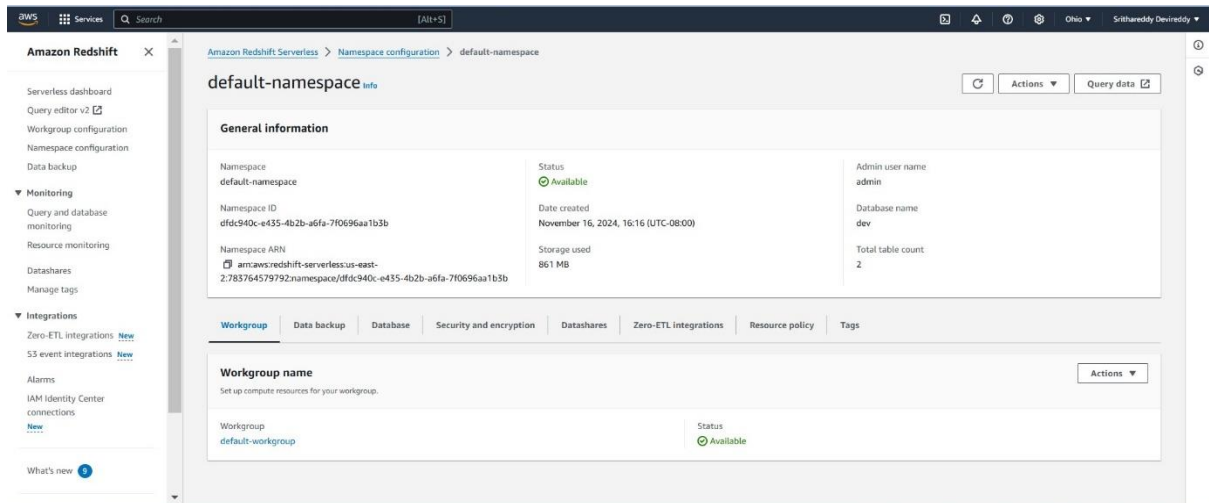 aws
Services
Search
[Alt+S]
Ohio
Srithareddy Devireddy
Amazon Redshift
Serverless dashboard
Query editor v2
Workgroup configuration
Namespace configuration
Data backup
Monitoring
Query and database
monitoring
Resource monitoring
Datashares
Manage tags
Integrations
Zero-ETL integrations New
S3 event integrations New
Alarms
IAM Identity Center
connections
New
What's new 9
Amazon Redshift Serverless > Namespace configuration > default-namespace
default-namespace Info
Actions
Query data
General information
Namespace
default-namespace
Namespace ID
dfdc940c-e435-4b2b-a6fa-7f0696aa1b3b
Namespace ARN
arn:aws:redshift-serverless:us-east-
2:783764579792:namespace/dfdc940c-e435-4b2b-a6fa-7f0696aa1b3b
Status
Available
Date created
November 16, 2024, 16:16 (UTC-08:00)
Storage used
861 MB
Admin user name
admin
Database name
dev
Total table count
2
Workgroup Data backup Database Security and encryption Datashares Zero-ETL integrations Resource policy Tags
Workgroup name
Set up compute resources for your workgroup.
Actions
Workgroup
default-workgroup
Status
Available